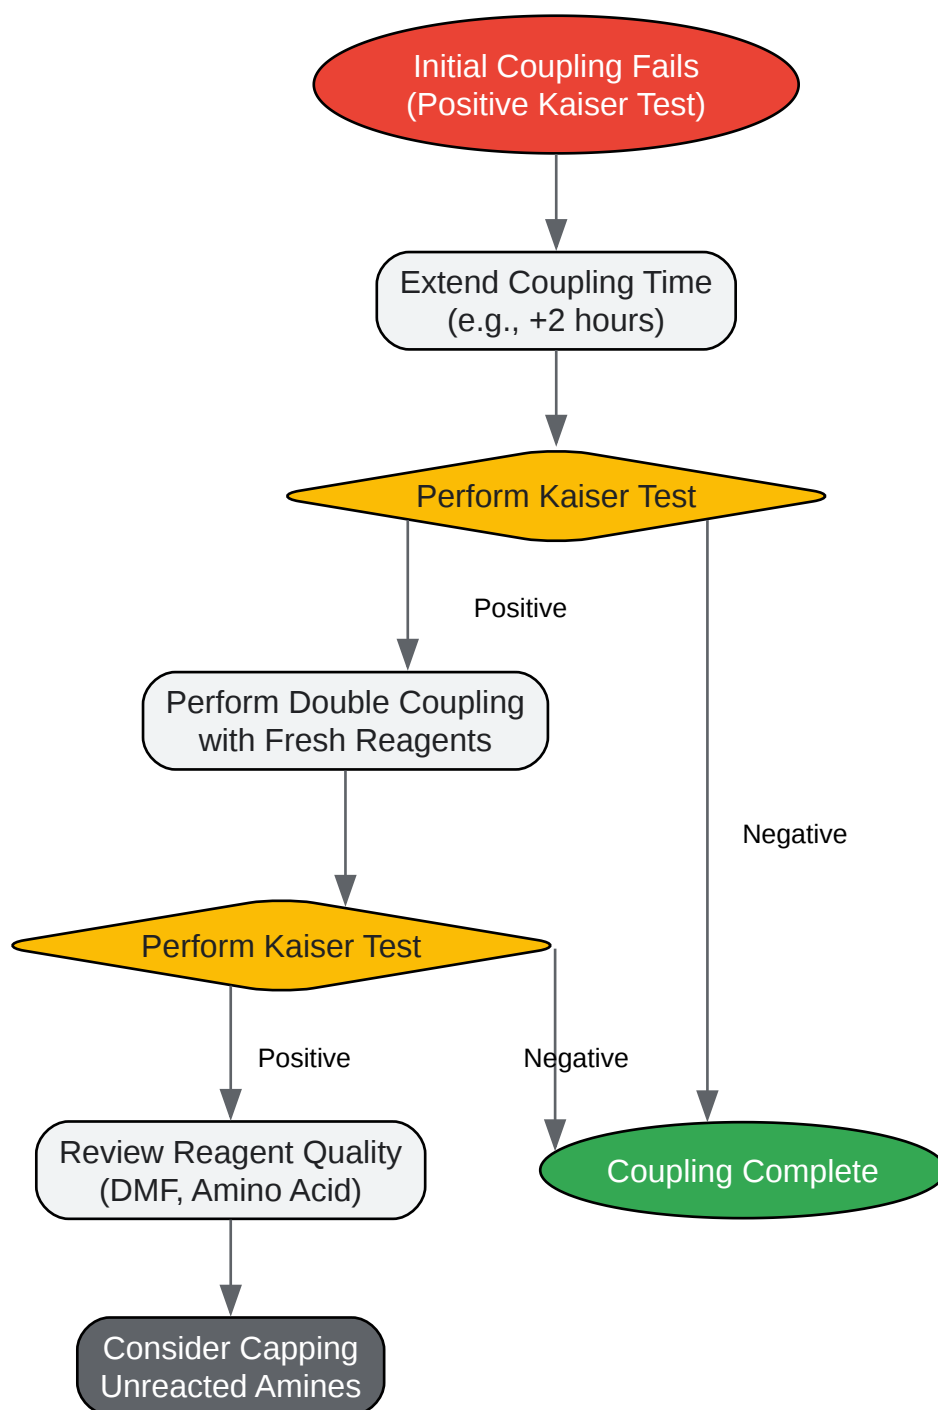 Initial Coupling Fails
(Positive Kaiser Test)
Extend Coupling Time
(e.g., +2 hours)
Perform Kaiser Test
Positive
Perform Double Coupling
with Fresh Reagents
Negative
Perform Kaiser Test
Positive
Negative
Review Reagent Quality
(DMF, Amino Acid)
Coupling Complete
Consider Capping
Unreacted Amines